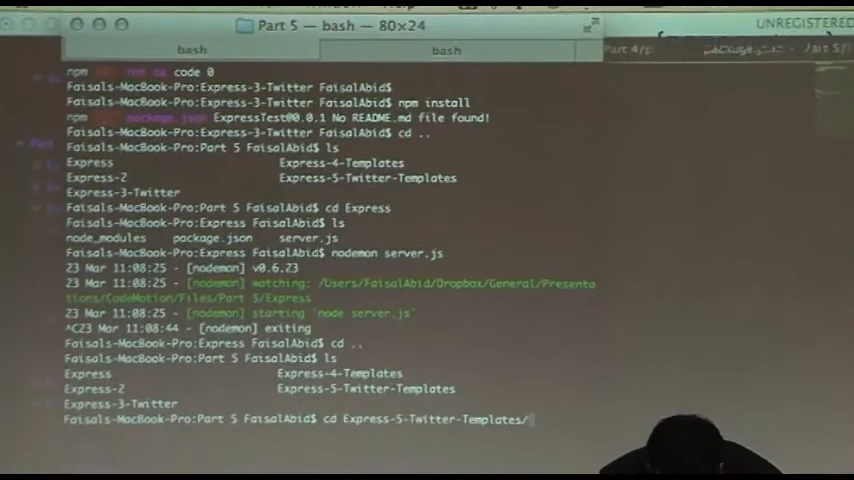 UNREGISTERED
Part 5 — bash — 80×24
bash
bash
Part 4/p
package.json - /art 5/
npm not ok code 0
Faisals-MacBook-Pro:Express-3-Twitter FaisalAbid$
Faisals-MacBook-Pro:Express-3-Twitter FaisalAbid$ npm install
npm package.json ExpressTest@0.0.1 No README.md file found!
Faisals-MacBook-Pro:Express-3-Twitter FaisalAbid$ cd ..
Faisals-MacBook-Pro:Part 5 FaisalAbid$ ls
Express Express-4-Templates
Express-2 Express-5-Twitter-Templates
Express-3-Twitter
Faisals-MacBook-Pro:Part 5 FaisalAbid$ cd Express
Faisals-MacBook-Pro:Express FaisalAbid$ ls
node_modules package.json server.js
Faisals-MacBook-Pro:Express FaisalAbid$ nodemon server.js
23 Mar 11:08:25 - [nodemon] v0.6.23
23 Mar 11:08:25 - [nodemon] watching: /Users/FaisalAbid/Dropbox/General/Presenta
tions/CodeMotion/Files/Part 5/Express
23 Mar 11:08:25 - [nodemon] starting `node server.js`
^C23 Mar 11:08:44 - [nodemon] exiting
Faisals-MacBook-Pro:Express FaisalAbid$ cd ..
Faisals-MacBook-Pro:Part 5 FaisalAbid$ ls
Express Express-4-Templates
Express-2 Express-5-Twitter-Templates
Express-3-Twitter
Faisals-MacBook-Pro:Part 5 FaisalAbid$ cd Express-5-Twitter-Templates/